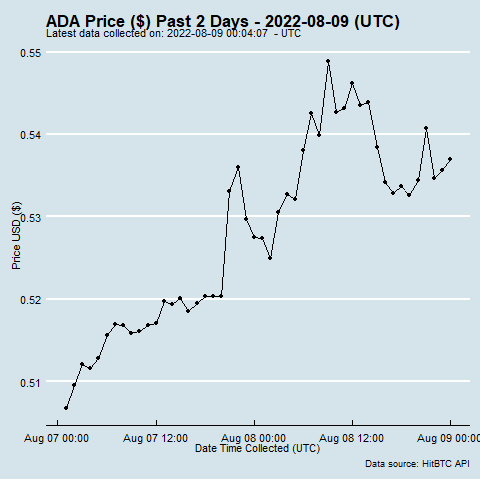 ADA Price ($) Past 2 Days - 2022-08-09 (UTC)
Latest data collected on: 2022-08-09 00:04:07 - UTC
0.55
0.54
0.53
0.52
0.51
Price USD ($)
Aug 07 00:00 Aug 07 12:00 Aug 08 00:00 Aug 08 12:00 Aug 09 00:00
Date Time Collected (UTC)
Data source: HitBTC API